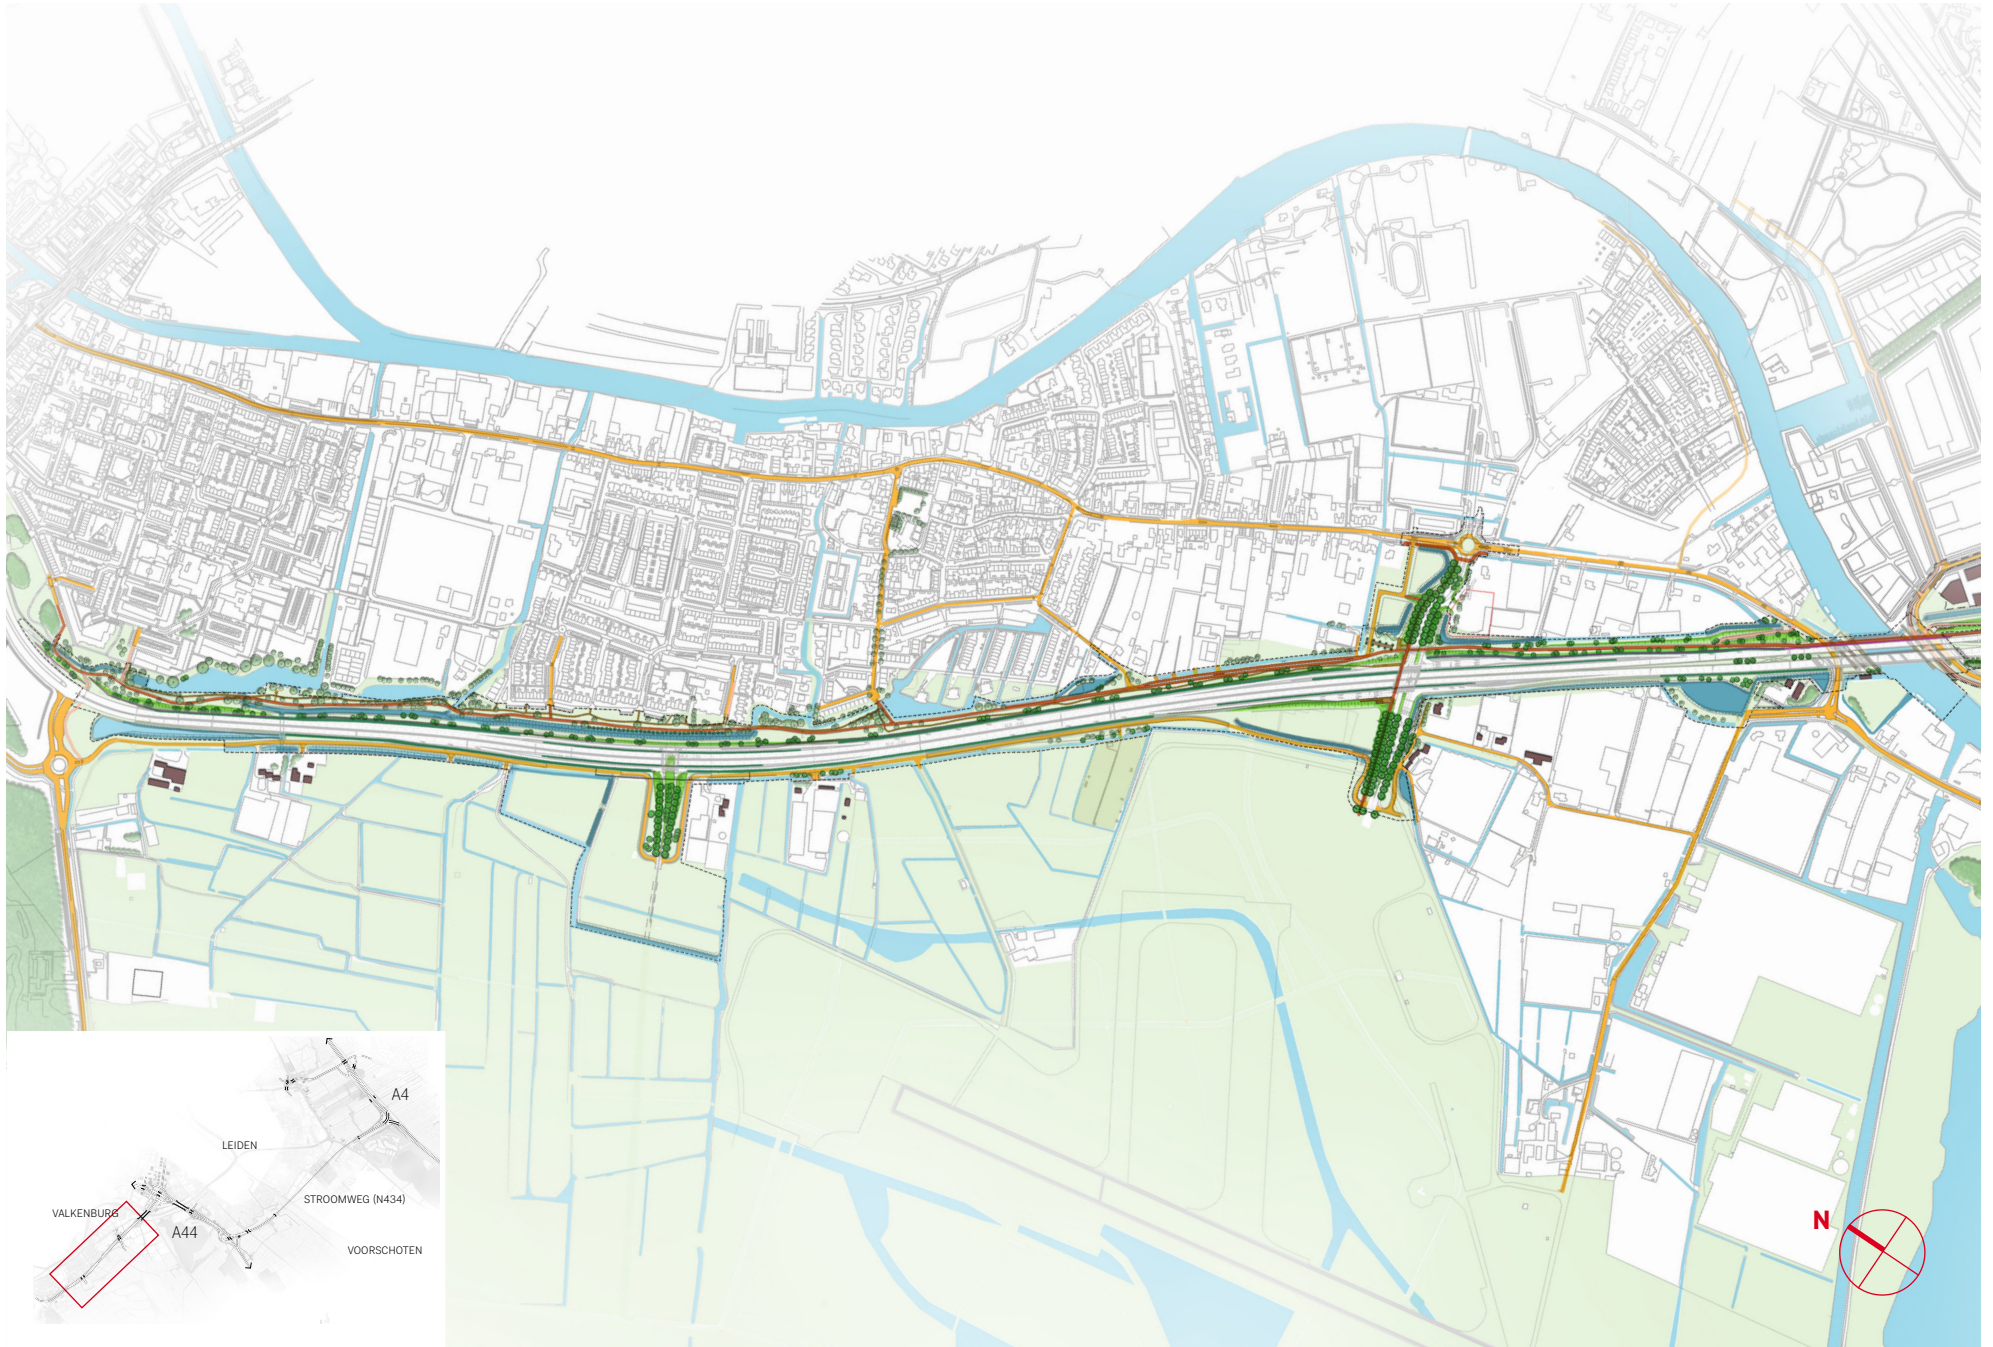 A4
LEIDEN
STROOMWEG (N434)
VALKENBURG
A44
VOORSCHOTEN
N